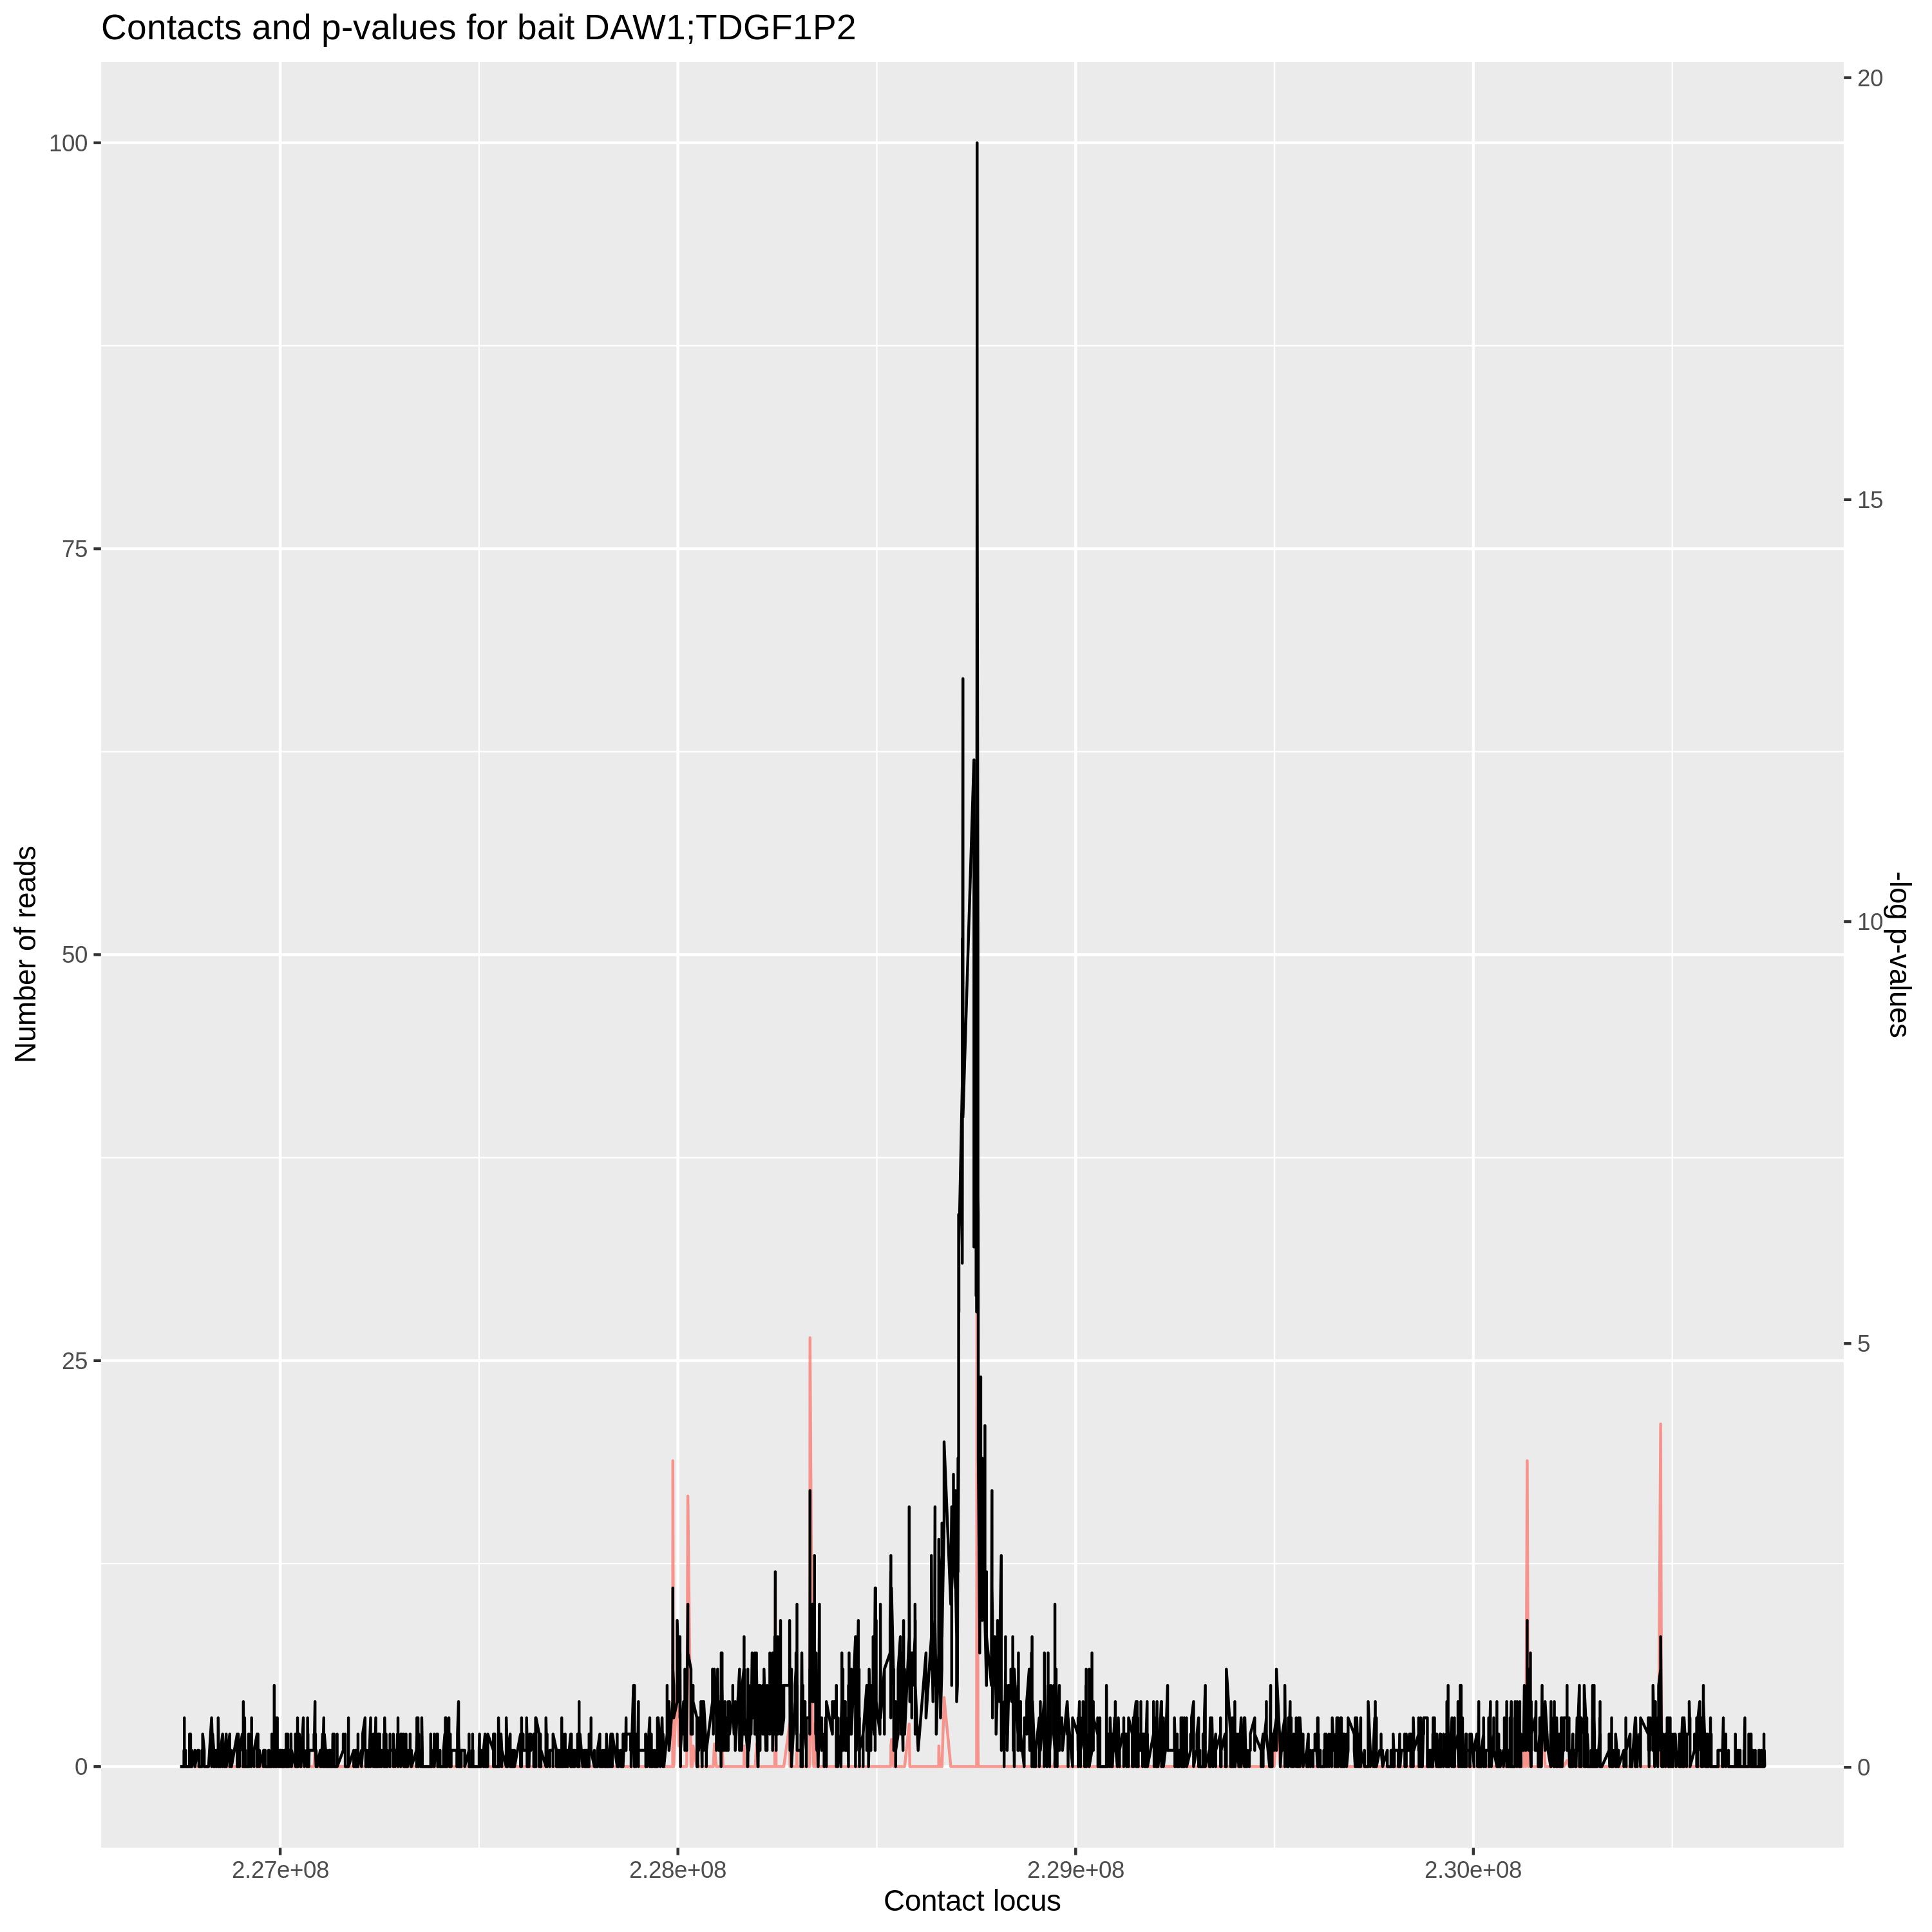 Contacts and p-values for bait DAW1;TDGF1P2
100
75
50
25
0
Number of reads
20
15
10
5
0
-log p-values
2.27e+08
2.28e+08
2.29e+08
2.30e+08
Contact locus